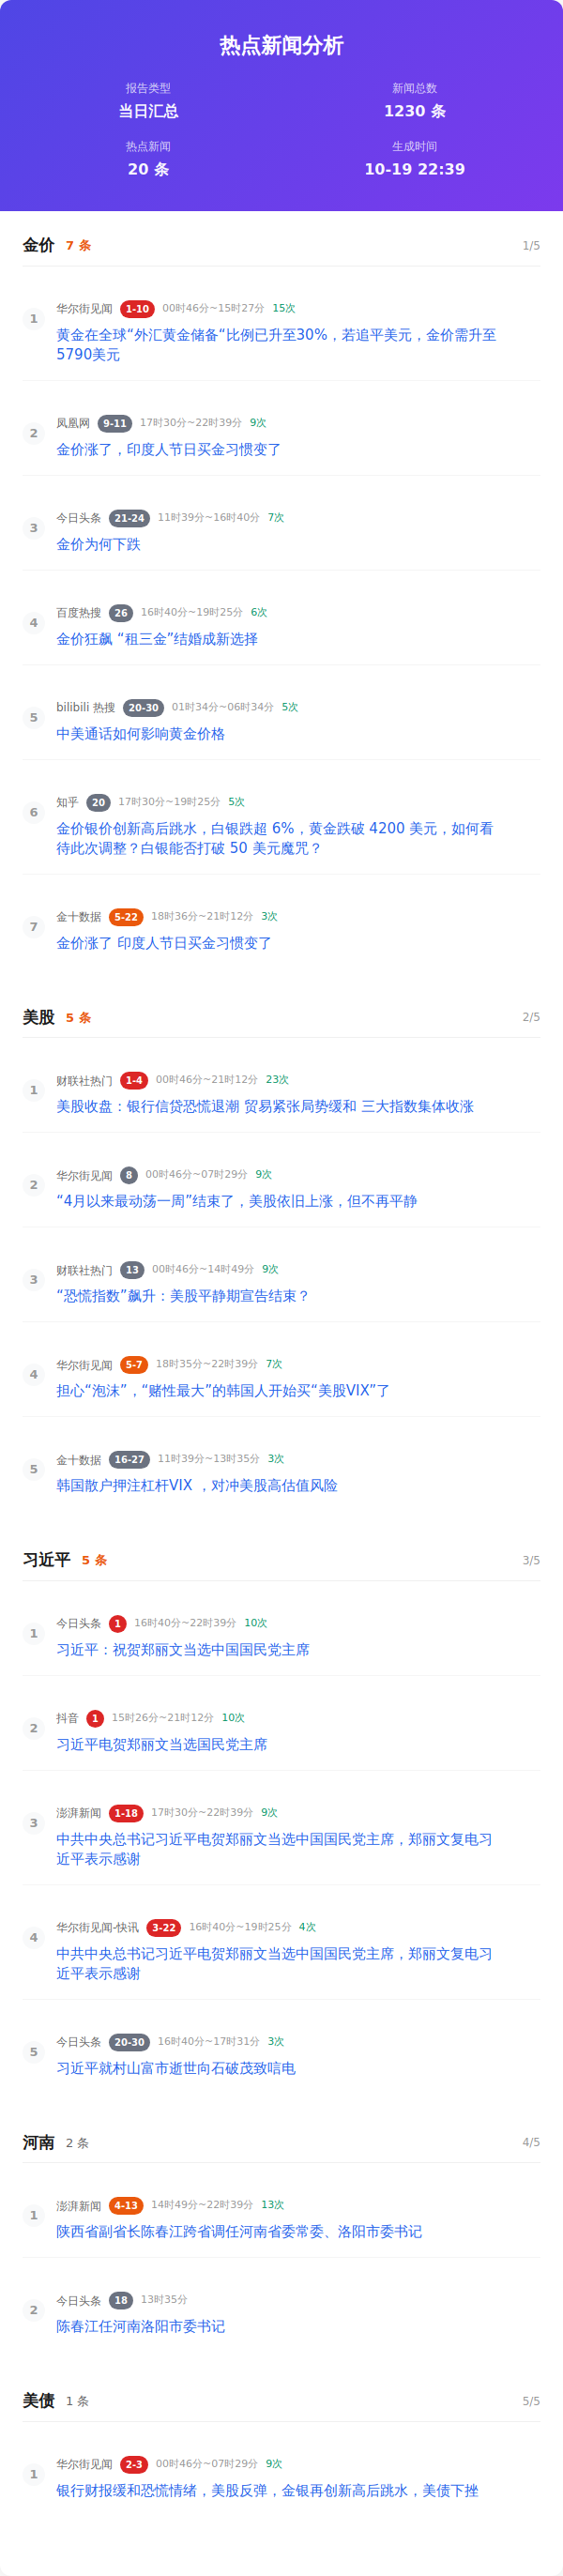 热点新闻分析
报告类型
当日汇总
新闻总数
1230 条
热点新闻
20 条
生成时间
10-19 22:39
金价 7 条 1/5
1 华尔街见闻 1-10 00时46分~15时27分 15次
黄金在全球“外汇黄金储备“比例已升至30%，若追平美元，金价需升至
5790美元
2 凤凰网 9-11 17时30分~22时39分 9次
金价涨了，印度人节日买金习惯变了
3 今日头条 21-24 11时39分~16时40分 7次
金价为何下跌
4 百度热搜 26 16时40分~19时25分 6次
金价狂飙 “租三金”结婚成新选择
5 bilibili 热搜 20-30 01时34分~06时34分 5次
中美通话如何影响黄金价格
6 知乎 20 17时30分~19时25分 5次
金价银价创新高后跳水，白银跌超 6%，黄金跌破 4200 美元，如何看
待此次调整？白银能否打破 50 美元魔咒？
7 金十数据 5-22 18时36分~21时12分 3次
金价涨了 印度人节日买金习惯变了
美股 5 条 2/5
1 财联社热门 1-4 00时46分~21时12分 23次
美股收盘：银行信贷恐慌退潮 贸易紧张局势缓和 三大指数集体收涨
2 华尔街见闻 8 00时46分~07时29分 9次
“4月以来最动荡一周”结束了，美股依旧上涨，但不再平静
3 财联社热门 13 00时46分~14时49分 9次
“恐慌指数”飙升：美股平静期宣告结束？
4 华尔街见闻 5-7 18时35分~22时39分 7次
担心“泡沫”，“赌性最大”的韩国人开始买“美股VIX”了
5 金十数据 16-27 11时39分~13时35分 3次
韩国散户押注杠杆VIX ，对冲美股高估值风险
习近平 5 条 3/5
1 今日头条 1 16时40分~22时39分 10次
习近平：祝贺郑丽文当选中国国民党主席
2 抖音 1 15时26分~21时12分 10次
习近平电贺郑丽文当选国民党主席
3 澎湃新闻 1-18 17时30分~22时39分 9次
中共中央总书记习近平电贺郑丽文当选中国国民党主席，郑丽文复电习
近平表示感谢
4 华尔街见闻-快讯 3-22 16时40分~19时25分 4次
中共中央总书记习近平电贺郑丽文当选中国国民党主席，郑丽文复电习
近平表示感谢
5 今日头条 20-30 16时40分~17时31分 3次
习近平就村山富市逝世向石破茂致唁电
河南 2 条 4/5
1 澎湃新闻 4-13 14时49分~22时39分 13次
陕西省副省长陈春江跨省调任河南省委常委、洛阳市委书记
2 今日头条 18 13时35分
陈春江任河南洛阳市委书记
美债 1 条 5/5
1 华尔街见闻 2-3 00时46分~07时29分 9次
银行财报缓和恐慌情绪，美股反弹，金银再创新高后跳水，美债下挫